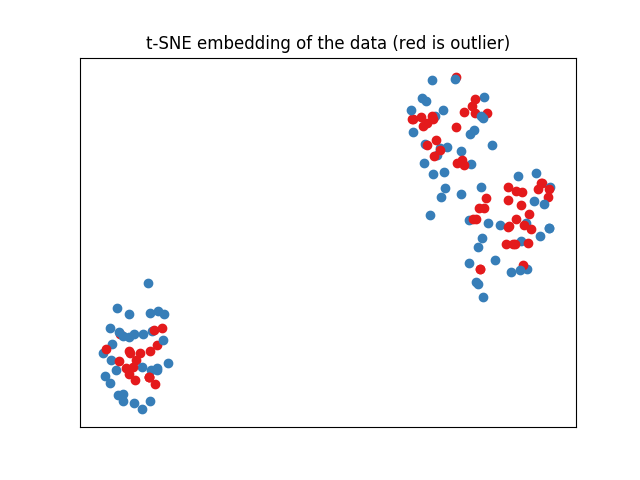 t-SNE embedding of the data (red is outlier)